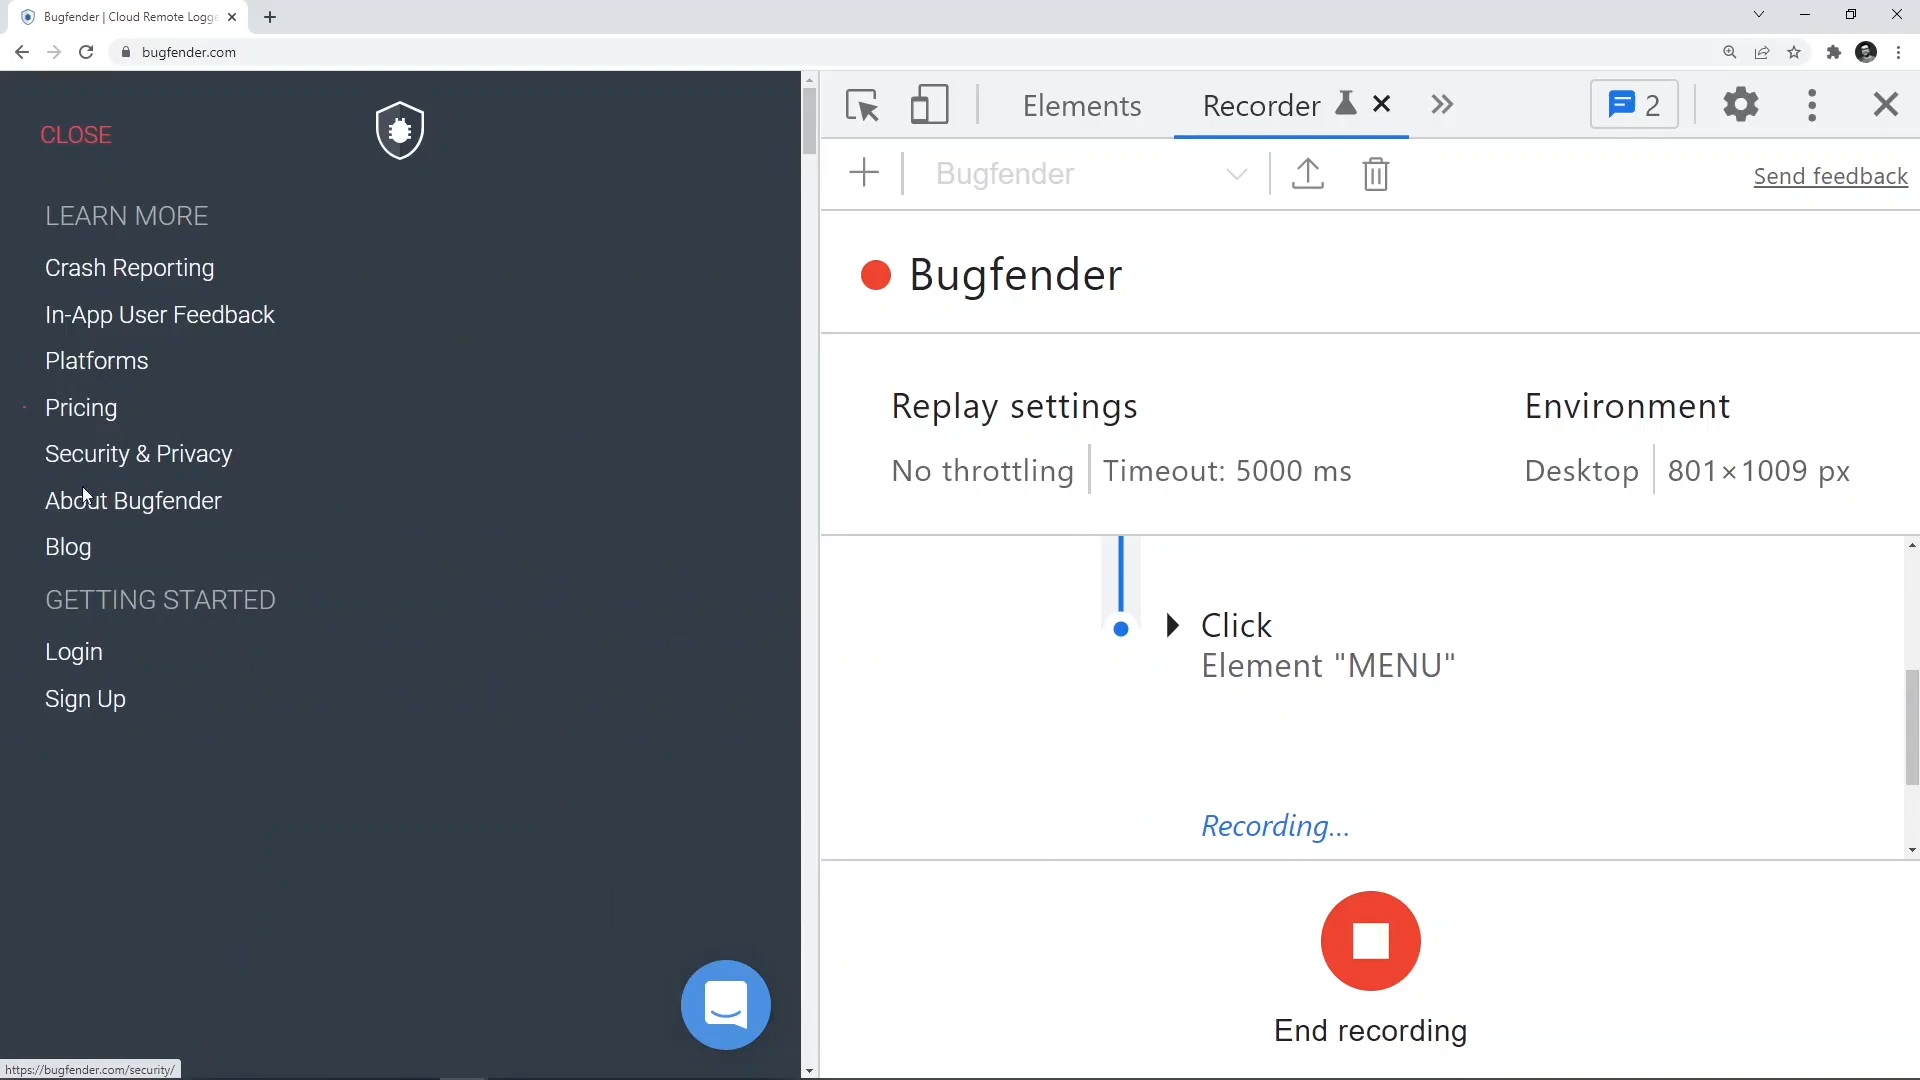 Bugfender | Cloud Remote Logge
bugfender.com
CLOSE
LEARN MORE
Crash Reporting
In-App User Feedback
Platforms
Pricing
Security & Privacy
About Bugfender
Blog
GETTING STARTED
Login
Sign Up
https://bugfender.com/security/
Elements
Recorder
2
Bugfender
Send feedback
Bugfender
Replay settings
Environment
No throttling
Timeout: 5000 ms
Desktop
801×1009 px
Click
Element "MENU"
Recording...
End recording